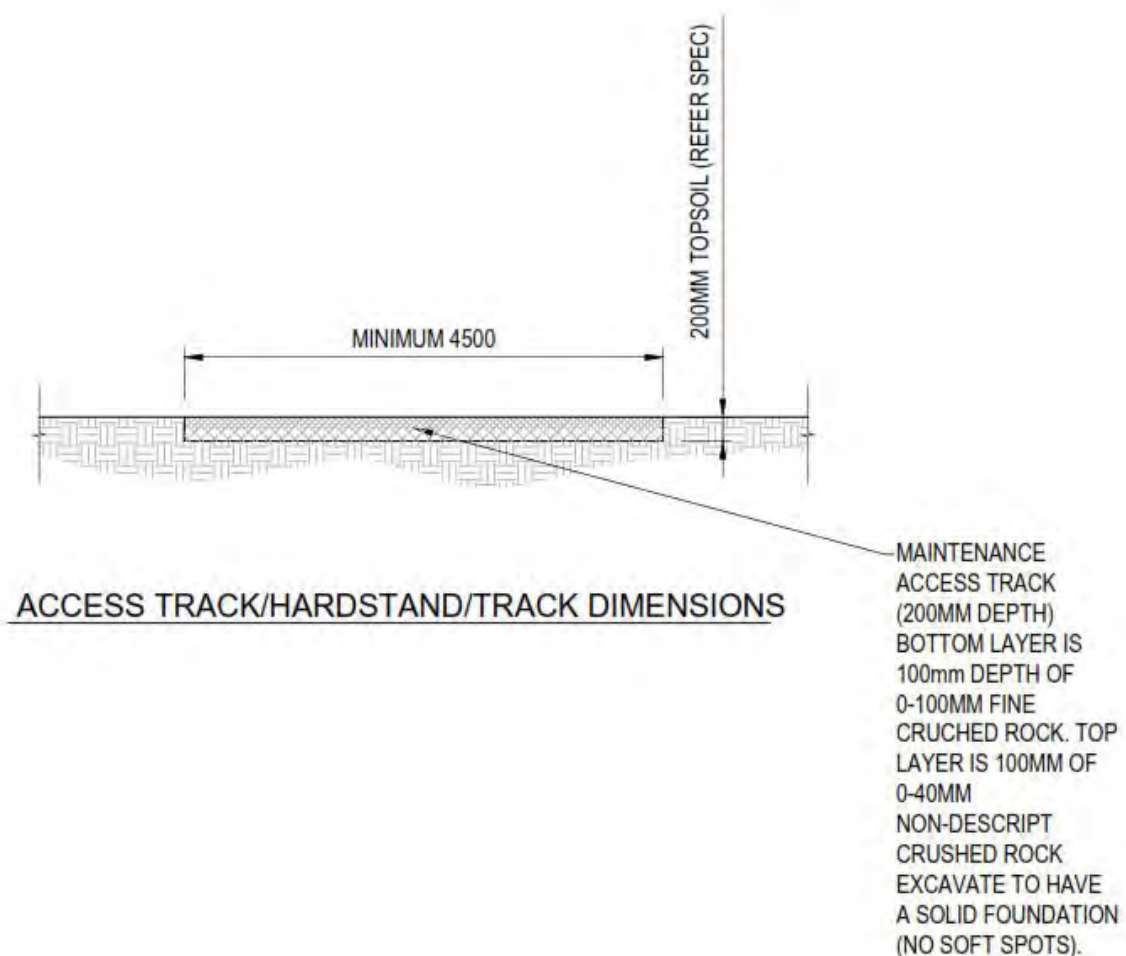 200MM TOPSOIL (REFER SPEC)
MINIMUM 4500
MAINTENANCE
ACCESS TRACK
(200MM DEPTH)
BOTTOM LAYER IS
100mm DEPTH OF
0-100MM FINE
CRUCHED ROCK. TOP
LAYER IS 100MM OF
0-40MM
NON-DESCRIPT
CRUSHED ROCK
EXCAVATE TO HAVE
A SOLID FOUNDATION
(NO SOFT SPOTS).
ACCESS TRACK/HARDSTAND/TRACK DIMENSIONS